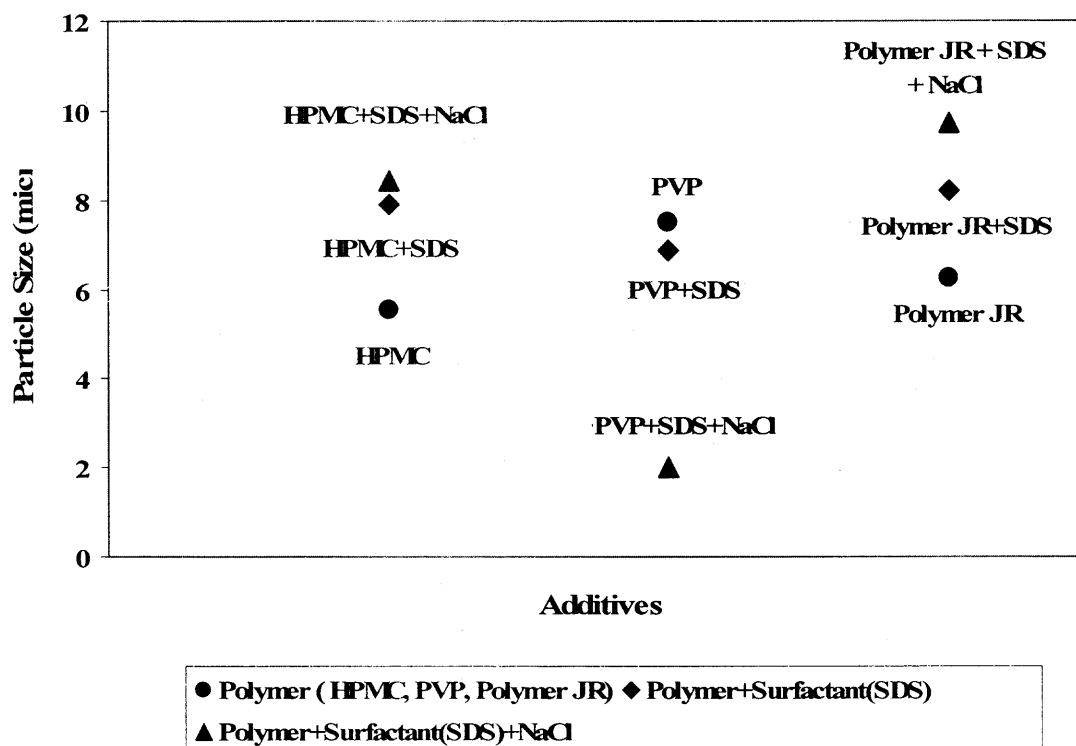 12
10
8
6
4
2
0
Particle Size (mici
HPMC+SDS+NaCl
HPMC+SDS
HPMC
PVP
PVP+SDS
PVP+SDS+NaCl
Polymer JR + SDS
+ NaCl
Polymer JR+SDS
Polymer JR
Additives
● Polymer ( HPMC, PVP, Polymer JR) ◆ Polymer+Surfactant(SDS)
▲ Polymer+Surfactant(SDS)+NaCl